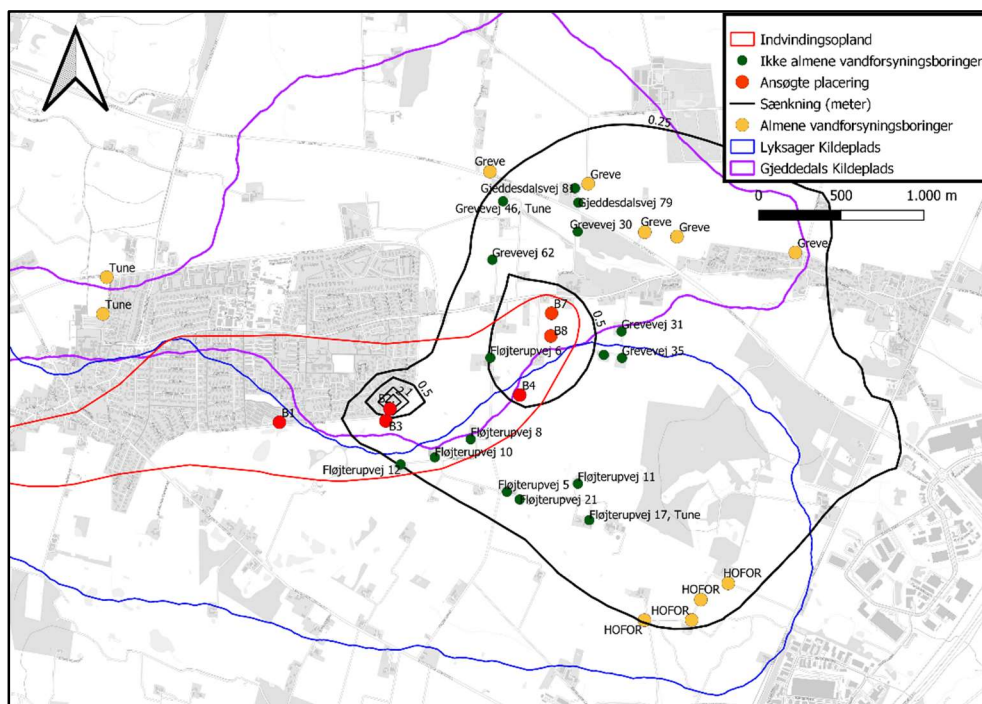 Indvindingsopland
Ikke almene vandforsyningsboringer
Ansøgte placering
Sænkning (meter)
Almene vandforsyningsboringer
Lyksager Kildeplads
Gjeddedals Kildeplads
0 500 1.000 m
0.25
Greve
Greve
Gjeddesdalsvej 81
Gjeddesdalsvej 79
Grevevej 46, Tune
Grevevej 30
Greve
Greve
Greve
Grevevej 62
Tune
Tune
B7
0.5
B8
Grevevej 31
Fløjterupvej 6
Grevevej 35
0.5
2
1
B4
B2
B1
B3
Fløjterupvej 8
Fløjterupvej 10
Fløjterupvej 12
Fløjterupvej 11
Fløjterupvej 5
Fløjterupvej 21
Fløjterupvej 17, Tune
HOFOR
HOFOR
HOFOR
HOFOR